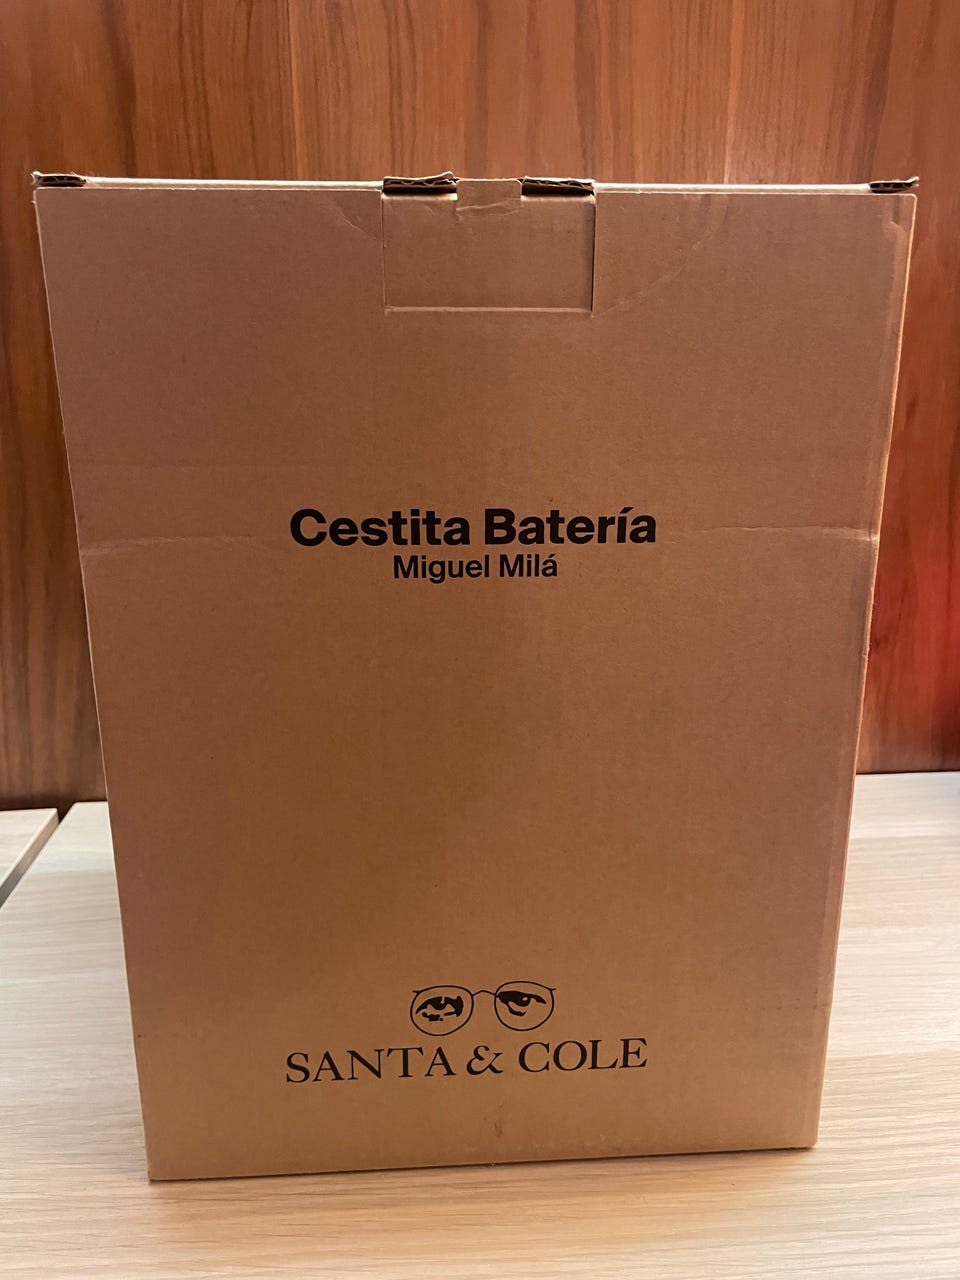 Cestita Batería
Miguel Milá
SANTA & COLE